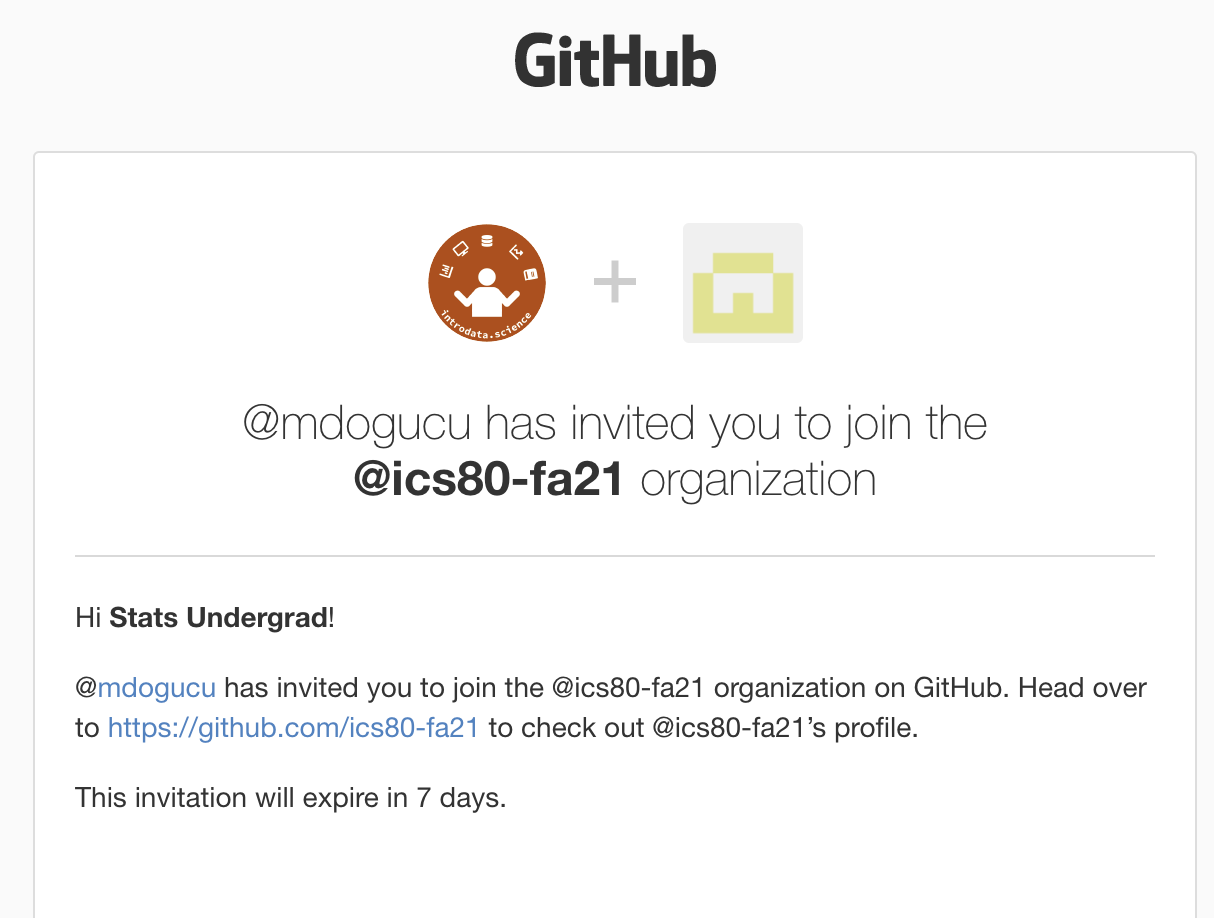 GitHub
introdata.science
@mdogucu has invited you to join the
@ics80-fa21 organization
Hi Stats Undergrad!
@mdogucu has invited you to join the @ics80-fa21 organization on GitHub. Head over
to https://github.com/ics80-fa21 to check out @ics80-fa21’s profile.
This invitation will expire in 7 days.